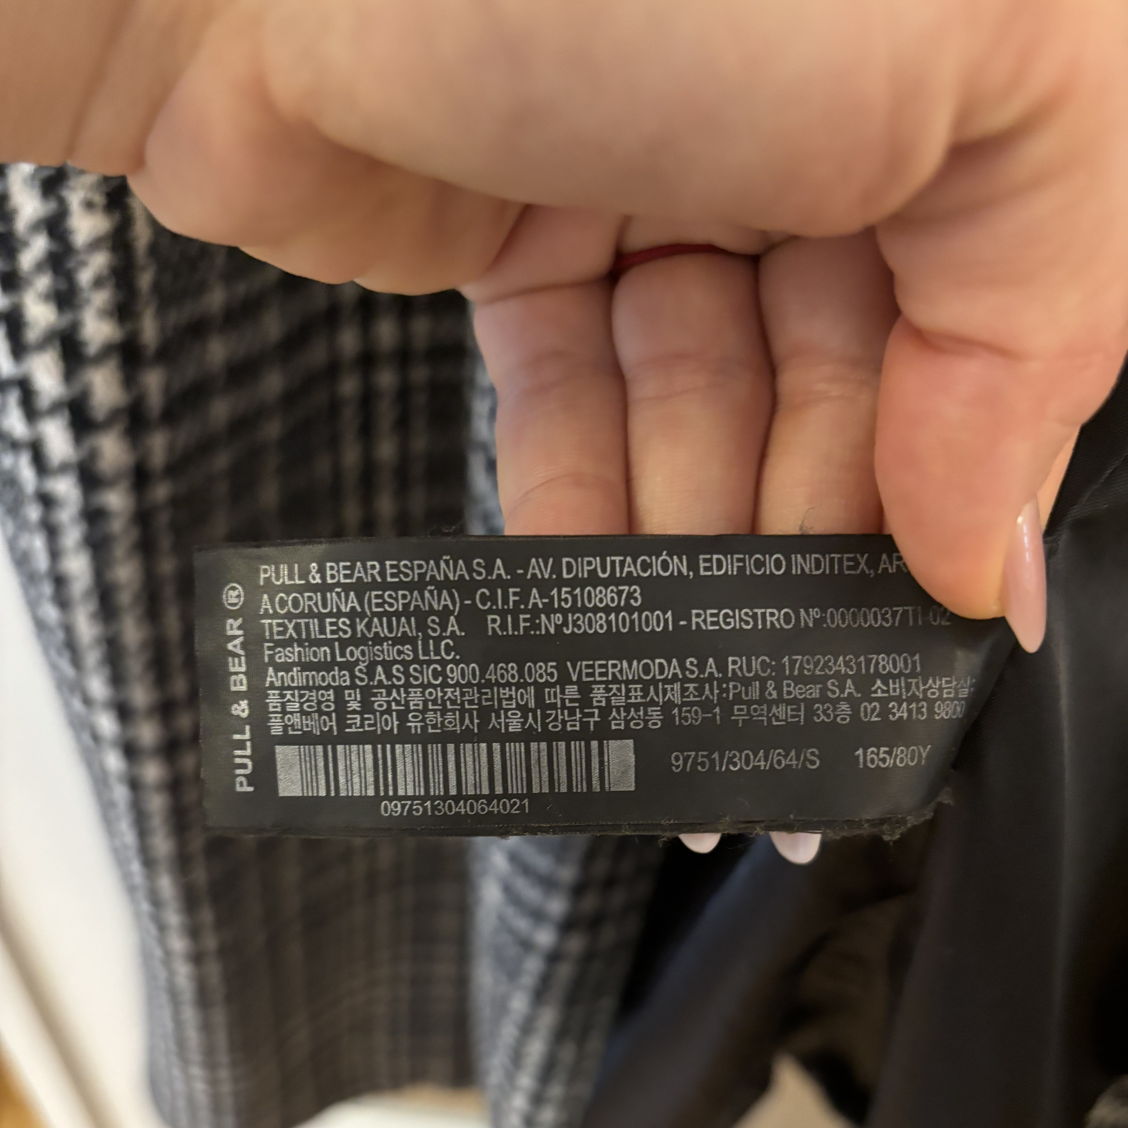 PULL & BEAR ®
PULL & BEAR ESPAÑA S.A. - AV. DIPUTACIÓN, EDIFICIO INDITEX,
A CORUÑA (ESPAÑA) - C.I.F. A-15108673
TEXTILES KAUAI, S.A. R.I.F.:NºJ308101001 - REGISTRO Nº:0000037TI-02
Fashion Logistics LLC.
Andimoda S.A.S SIC 900.468.085 VEERMODA S.A. RUC: 1792343178001
품질경영 및 공산품안전관리법에 따른 품질표시제조사:Pull & Bear S.A. 소비자상담실:
풀앤베어 코리아 유한회사 서울시 강남구 삼성동 159-1 무역센터 33층 02 3413 9800
9751/304/64/S 165/80Y
09751304064021